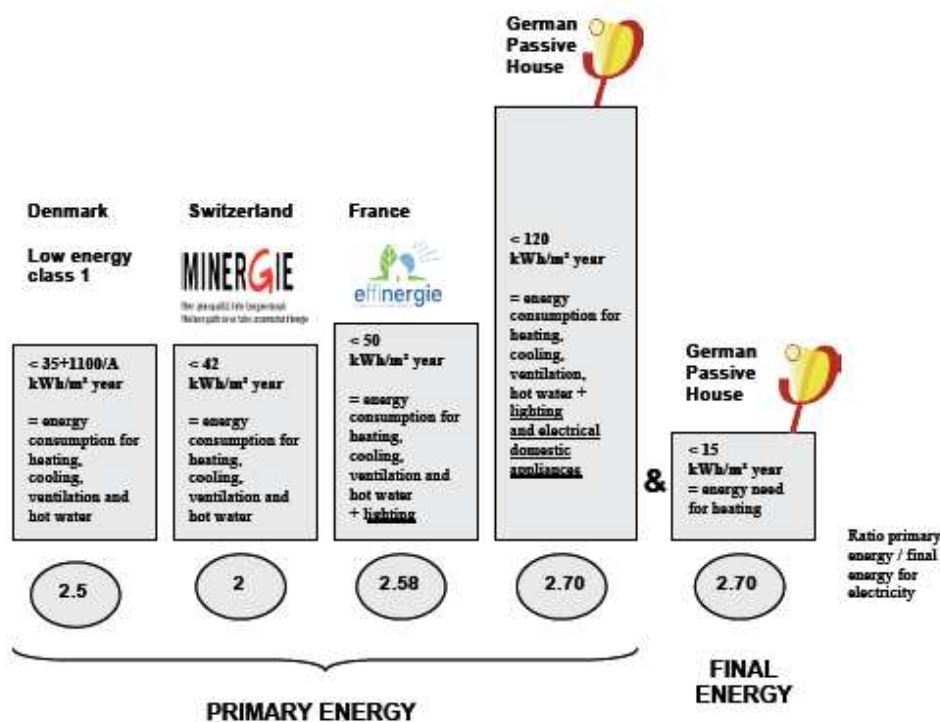 German
Passive
House
Denmark
Low energy
class 1
Switzerland
MINERGIE
France
effinergie
< 35+1100/A
kWh/m² year
= energy
consumption for
heating,
cooling,
ventilation and
hot water
< 42
kWh/m² year
= energy
consumption for
heating,
cooling,
ventilation and
hot water
< 50
kWh/m² year
= energy
consumption for
heating,
cooling,
ventilation and
hot water
+ lighting
< 120
kWh/m² year
= energy
consumption for
heating,
cooling,
ventilation,
hot water +
lighting
and electrical
domestic
appliances
&
German
Passive
House
< 15
kWh/m² year
= energy need
for heating
2.5
2
2.58
2.70
2.70
Ratio primary
energy / final
energy for
electricity
PRIMARY ENERGY
FINAL
ENERGY